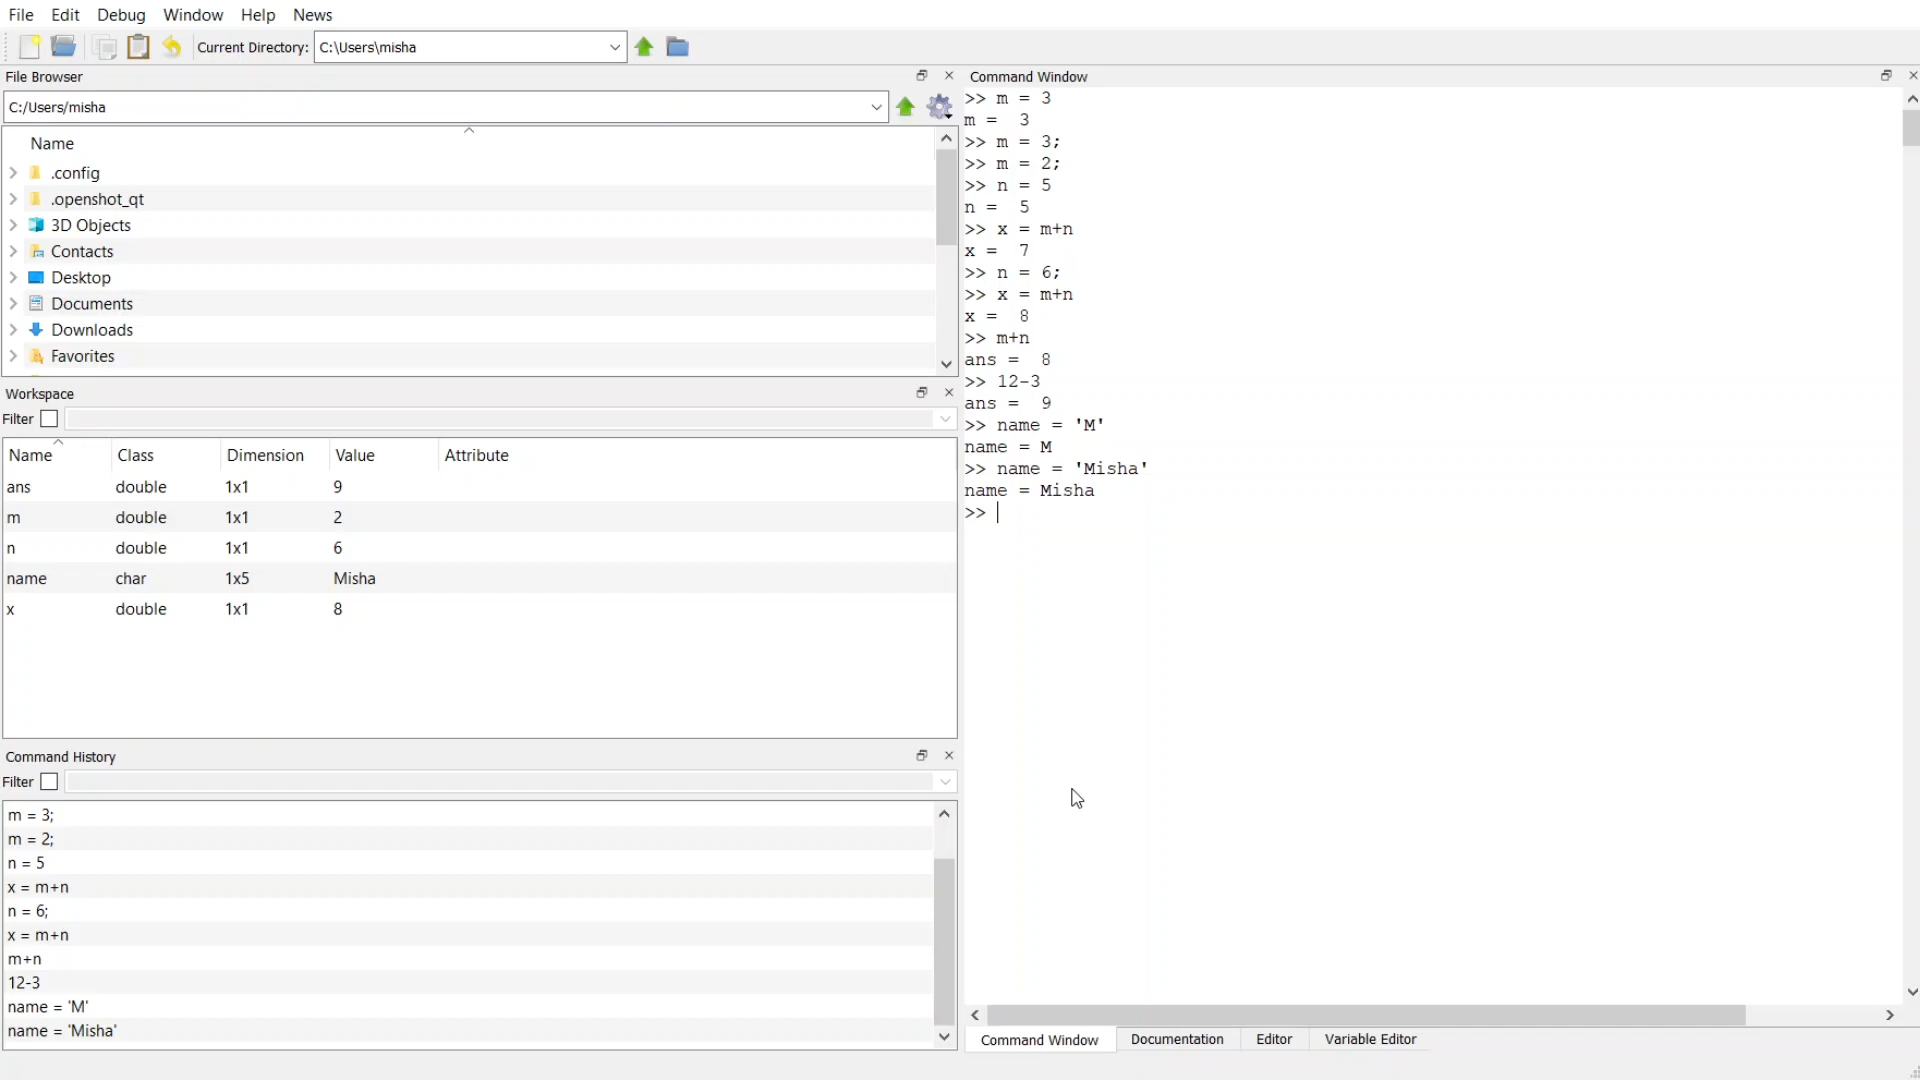 File Edit Debug Window Help News
Current Directory: C:\Users\misha
File Browser
C:/Users/misha
Name
.config
.openshot_qt
3D Objects
Contacts
Desktop
Documents
Downloads
Favorites
Workspace
Filter
Name Class Dimension Value Attribute
ans double 1x1 9
m double 1x1 2
n double 1x1 6
name char 1x5 Misha
x double 1x1 8
Command History
Filter
m = 3;
m = 2;
n = 5
x = m+n
n = 6;
x = m+n
m+n
12-3
name = 'M'
name = 'Misha'
Command Window
>> m = 3
m = 3
>> m = 3;
>> m = 2;
>> n = 5
n = 5
>> x = m+n
x = 7
>> n = 6;
>> x = m+n
x = 8
>> m+n
ans = 8
>> 12-3
ans = 9
>> name = 'M'
name = M
>> name = 'Misha'
name = Misha
>>
Command Window Documentation Editor Variable Editor